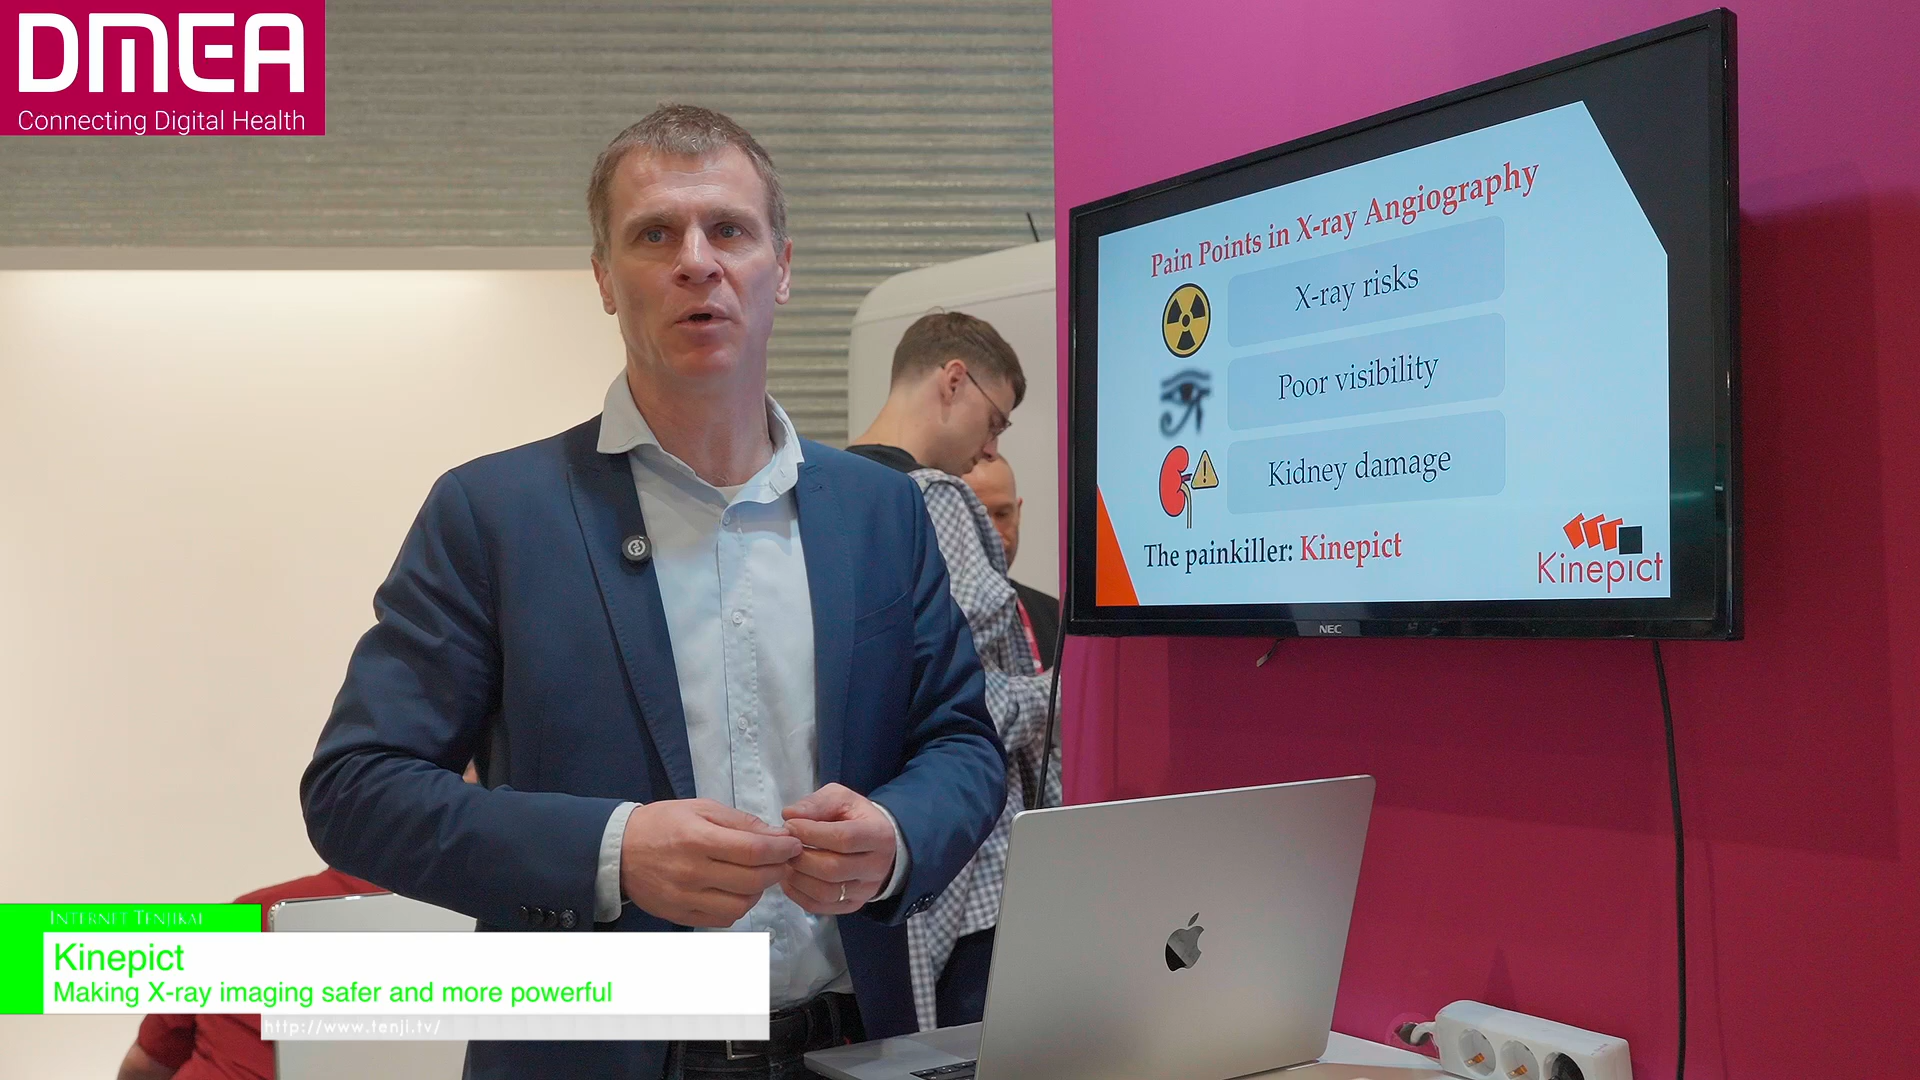 DMEA
Connecting Digital Health
Pain Points in X-ray Angiography
X-ray risks
Poor visibility
Kidney damage
The painkiller: Kinepict
Kinepict
NEC
INTERNET TENJIKAI
Kinepict
Making X-ray imaging safer and more powerful
http://www.tenji.tv/